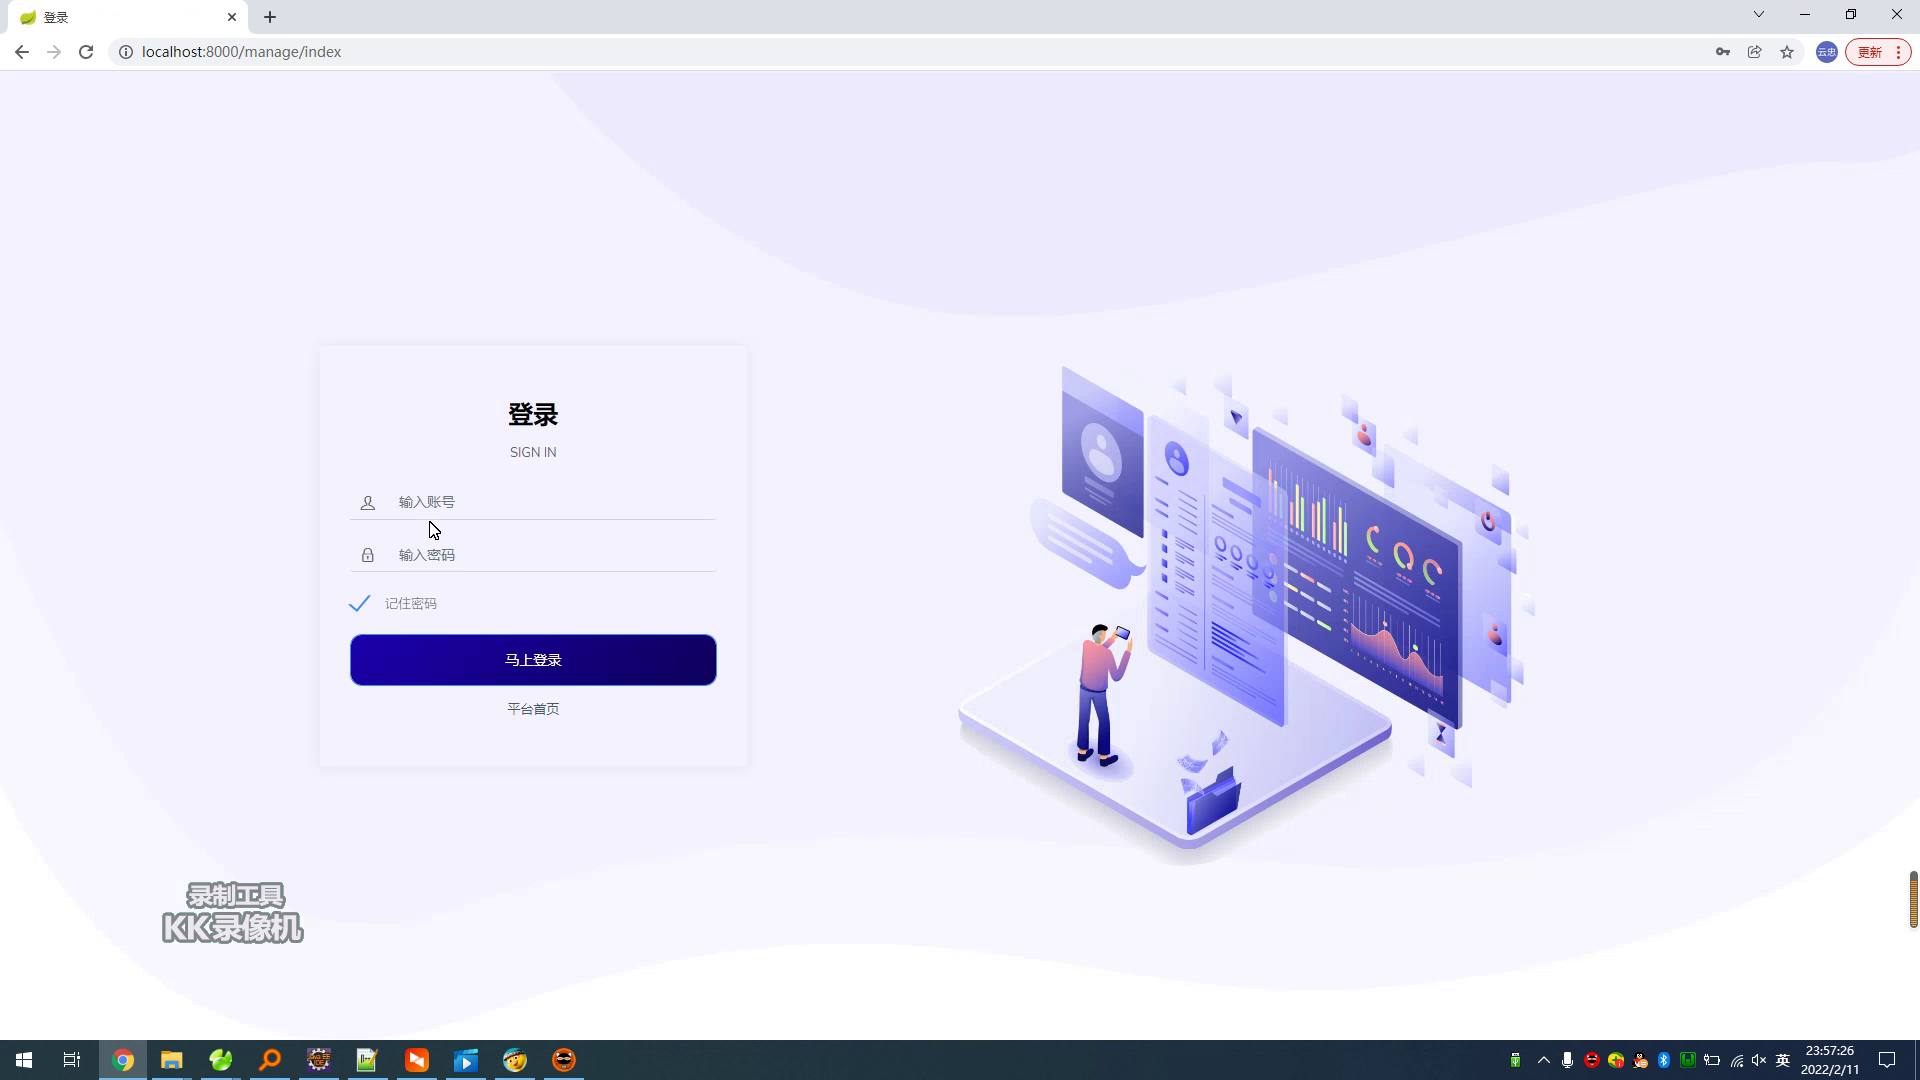 登录
localhost:8000/manage/index
云忠
更新
登录
SIGN IN
输入账号
输入密码
记住密码
马上登录
平台首页
录制工具
KK录像机
英
23:57:26
2022/2/11